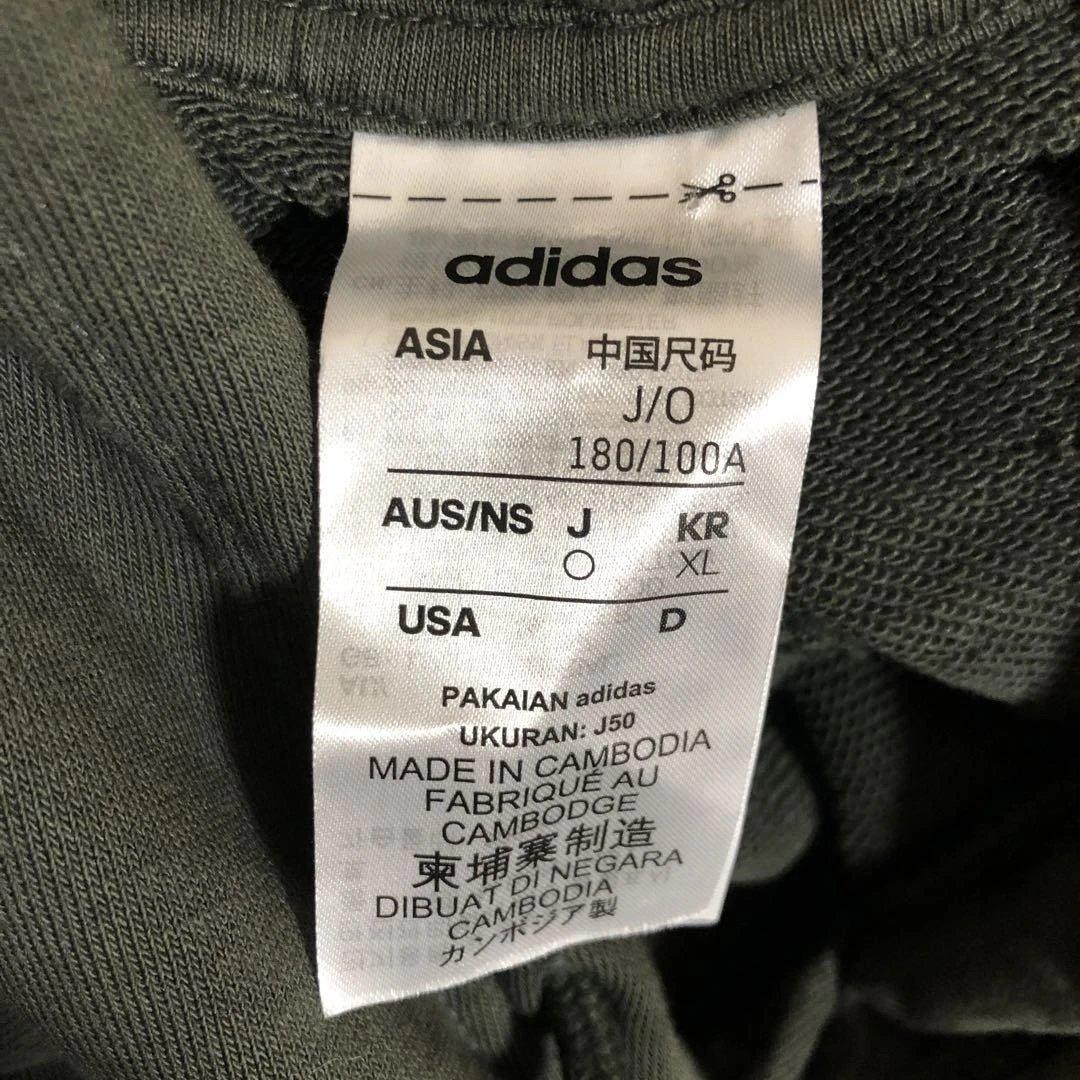 adidas
ASIA 中国尺码
J/O
180/100A
AUS/NS J KR
O XL
USA D
PAKAIAN adidas
UKURAN: J50
MADE IN CAMBODIA
FABRIQUÉ AU
CAMBODGE
柬埔寨制造
DIBUAT DI NEGARA
CAMBODIA
カンボジア製